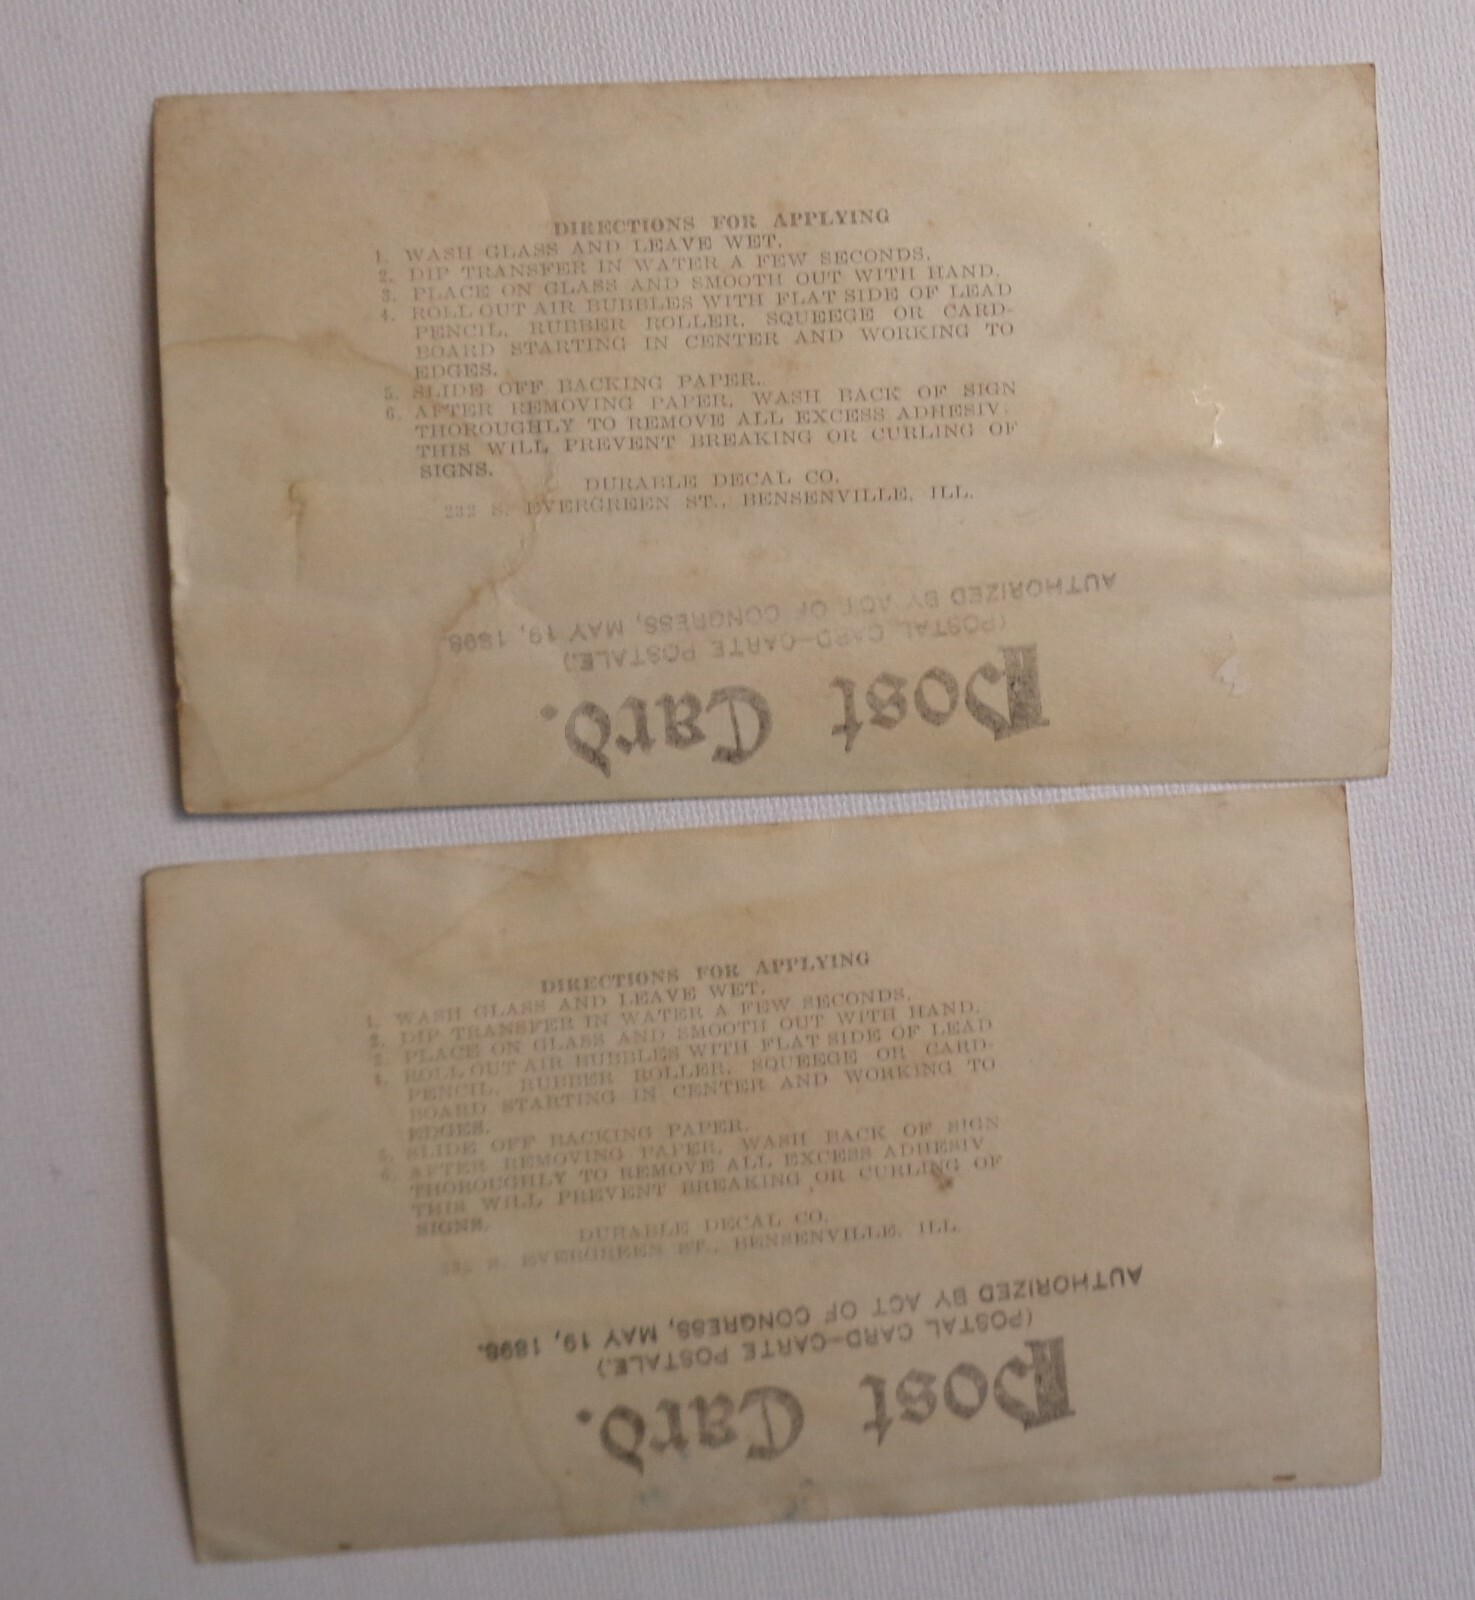 DIRECTIONS FOR APPLYING
1. WASH GLASS AND LEAVE WET.
2. DIP TRANSFER IN WATER A FEW SECONDS.
3. PLACE ON GLASS AND SMOOTH OUT WITH HAND.
4. ROLL OUT AIR BUBBLES WITH FLAT SIDE OF LEAD
PENCIL, RUBBER ROLLER, SQUEEGE OR CARD-
BOARD STARTING IN CENTER AND WORKING TO
EDGES.
5. SLIDE OFF BACKING PAPER.
6. AFTER REMOVING PAPER, WASH BACK OF SIGN
THOROUGHLY TO REMOVE ALL EXCESS ADHESIV.
THIS WILL PREVENT BREAKING OR CURLING OF
SIGNS.
DURABLE DECAL CO.
232 S. EVERGREEN ST., BENSENVILLE, ILL.
Post Card.
(POSTAL CARD-CARTE POSTALE.)
AUTHORIZED BY ACT OF CONGRESS, MAY 19, 1898.
DIRECTIONS FOR APPLYING
1. WASH GLASS AND LEAVE WET.
2. DIP TRANSFER IN WATER A FEW SECONDS.
3. PLACE ON GLASS AND SMOOTH OUT WITH HAND.
4. ROLL OUT AIR BUBBLES WITH FLAT SIDE OF LEAD
PENCIL, RUBBER ROLLER, SQUEEGE OR CARD-
BOARD STARTING IN CENTER AND WORKING TO
EDGES.
5. SLIDE OFF BACKING PAPER.
6. AFTER REMOVING PAPER, WASH BACK OF SIGN
THOROUGHLY TO REMOVE ALL EXCESS ADHESIV
THIS WILL PREVENT BREAKING OR CURLING OF
SIGNS.
DURABLE DECAL CO.
232 S. EVERGREEN ST., BENSENVILLE, ILL.
Post Card.
(POSTAL CARD-CARTE POSTALE.)
AUTHORIZED BY ACT OF CONGRESS, MAY 19, 1898.